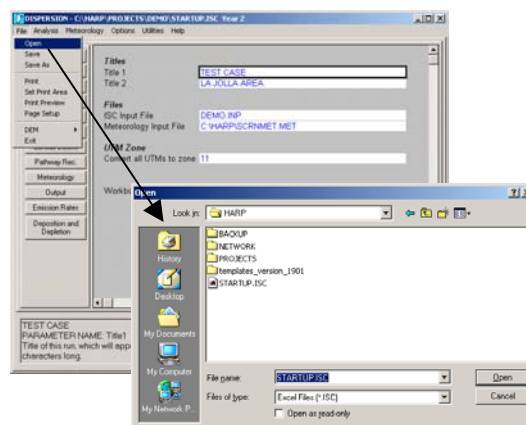 DISPERSION - C:\HARP\PROJECTS\DEMO\STARTUP.ISC Year 2
File Analysis Meteorology Options Utilities Help
Open
Save
Save As
Print
Set Print Area
Print Preview
Page Setup
DEM
Exit
Pathway Rec.
Meteorology
Output
Emission Rates
Deposition and
Depletion
Titles
Title 1 TEST CASE
Title 2 LA JOLLA AREA
Files
ISC Input File DEMO.INP
Meteorology Input File C:\HARP\SCRNMET.MET
UTM Zone
Convert all UTMs to zone 11
TEST CASE
PARAMETER NAME: Title1
Title of this run, which will app
characters long.
Open
Look in: HARP
History
Desktop
My Documents
My Computer
My Network P...
BACKUP
NETWORK
PROJECTS
templates_version_1901
STARTUP.ISC
File name: STARTUP.ISC Open
Files of type: Excel Files (*.ISC) Cancel
Open as read-only